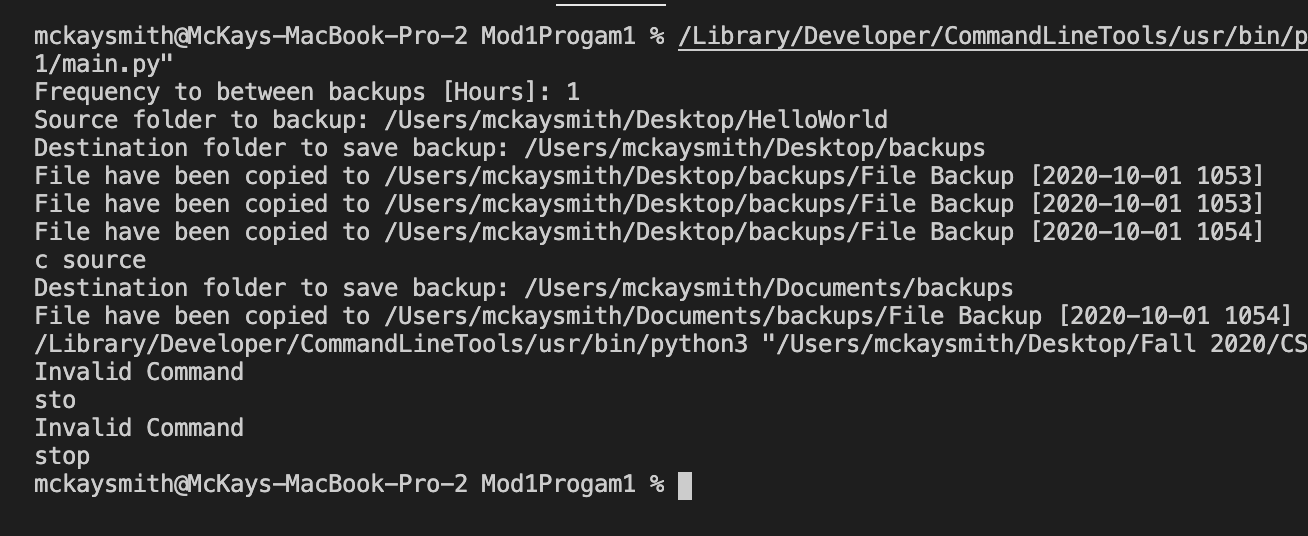 mckaysmith@McKays-MacBook-Pro-2 Mod1Progam1 % /Library/Developer/CommandLineTools/usr/bin/p
1/main.py"
Frequency to between backups [Hours]: 1
Source folder to backup: /Users/mckaysmith/Desktop/HelloWorld
Destination folder to save backup: /Users/mckaysmith/Desktop/backups
File have been copied to /Users/mckaysmith/Desktop/backups/File Backup [2020-10-01 1053]
File have been copied to /Users/mckaysmith/Desktop/backups/File Backup [2020-10-01 1053]
File have been copied to /Users/mckaysmith/Desktop/backups/File Backup [2020-10-01 1054]
c source
Destination folder to save backup: /Users/mckaysmith/Documents/backups
File have been copied to /Users/mckaysmith/Documents/backups/File Backup [2020-10-01 1054]
/Library/Developer/CommandLineTools/usr/bin/python3 "/Users/mckaysmith/Desktop/Fall 2020/CS
Invalid Command
sto
Invalid Command
stop
mckaysmith@McKays-MacBook-Pro-2 Mod1Progam1 %